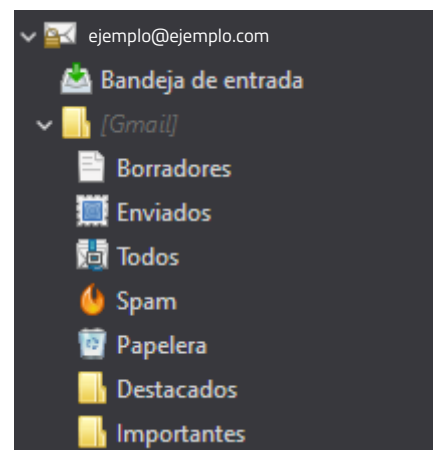 ejemplo@ejemplo.com
Bandeja de entrada
[Gmail]
Borradores
Enviados
Todos
Spam
Papelera
Destacados
Importantes